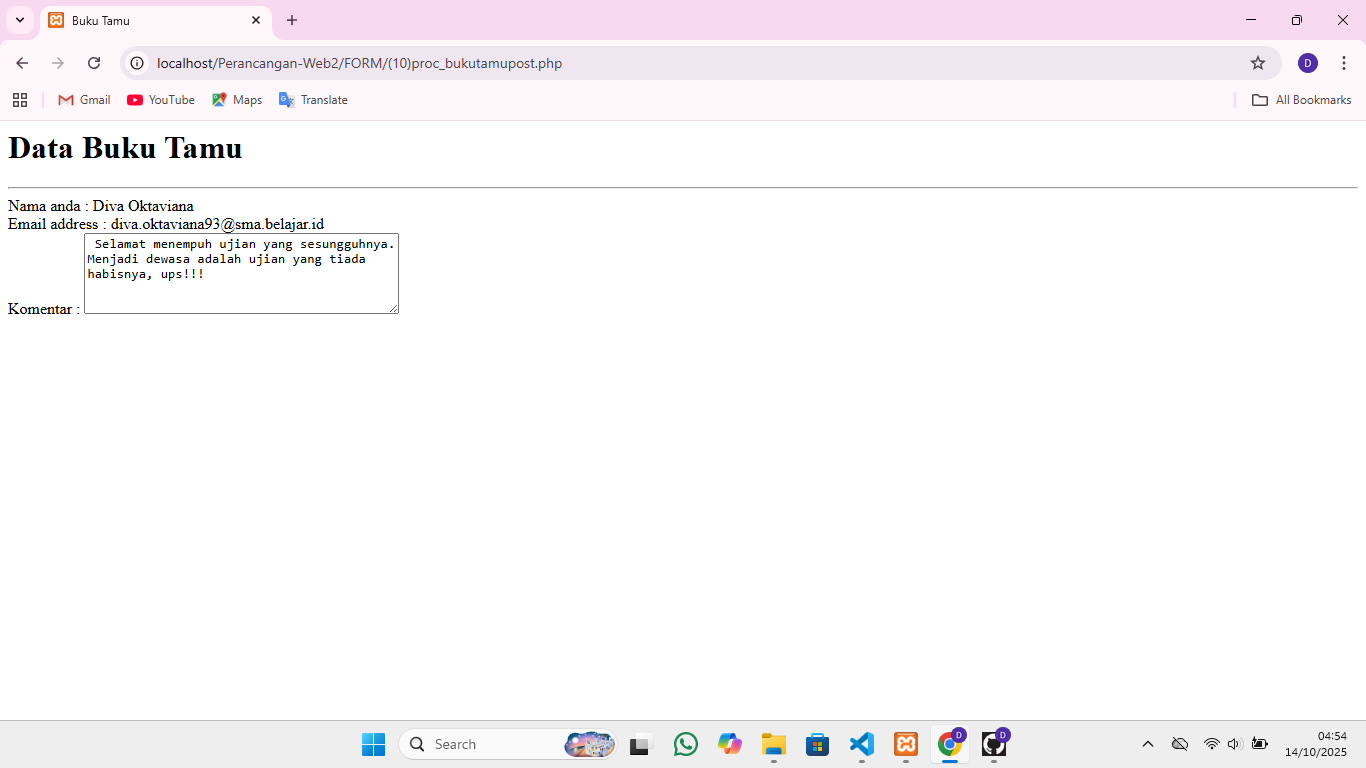 Buku Tamu
localhost/Perancangan-Web2/FORM/(10)proc_bukutamupost.php
D
Gmail
YouTube
Maps
Translate
All Bookmarks
Data Buku Tamu
Nama anda : Diva Oktaviana
Email address : diva.oktaviana93@sma.belajar.id
Selamat menempuh ujian yang sesungguhnya.
Menjadi dewasa adalah ujian yang tiada
habisnya, ups!!!
Komentar :
Search
D
D
04:54
14/10/2025